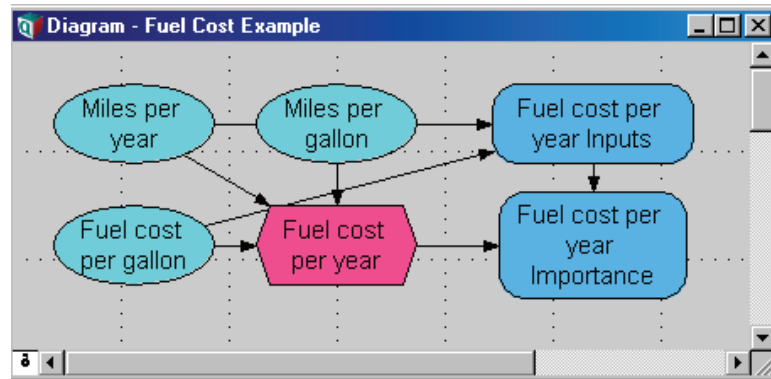 Diagram - Fuel Cost Example
Miles per
year
Miles per
gallon
Fuel cost per
year Inputs
Fuel cost
per gallon
Fuel cost
per year
Fuel cost per
year
Importance